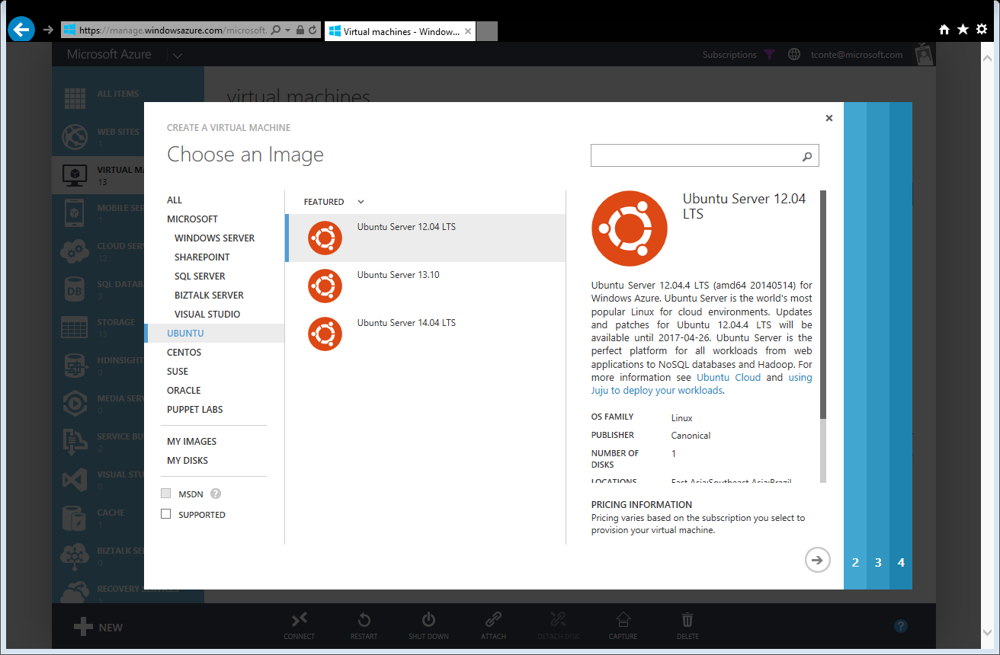 https://manage.windowsazure.com/microsoft.
Virtual machines - Window...
Microsoft Azure
Subscriptions
tconte@microsoft.com
ALL ITEMS
virtual machines
WEB SITES
1
VIRTUAL MA
13
MOBILE SER
1
CLOUD SER
12
SQL DATAB
DB
3
STORAGE
13
HDINSIGHT
0
MEDIA SERV
0
SERVICE BU
2
VISUAL STU
0
CACHE
1
BIZTALK SE
0
RECOVERY SERVICES
1
CREATE A VIRTUAL MACHINE
Choose an Image
ALL
MICROSOFT
WINDOWS SERVER
SHAREPOINT
SQL SERVER
BIZTALK SERVER
VISUAL STUDIO
UBUNTU
CENTOS
SUSE
ORACLE
PUPPET LABS
MY IMAGES
MY DISKS
MSDN ?
SUPPORTED
FEATURED
Ubuntu Server 12.04 LTS
Ubuntu Server 13.10
Ubuntu Server 14.04 LTS
Ubuntu Server 12.04
LTS
Ubuntu Server 12.04.4 LTS (amd64 20140514) for
Windows Azure. Ubuntu Server is the world's most
popular Linux for cloud environments. Updates
and patches for Ubuntu 12.04.4 LTS will be
available until 2017-04-26. Ubuntu Server is the
perfect platform for all workloads from web
applications to NoSQL databases and Hadoop. For
more information see Ubuntu Cloud and using
Juju to deploy your workloads.
OS FAMILY Linux
PUBLISHER Canonical
NUMBER OF 1
DISKS
LOCATIONS East Asia;Southeast Asia;Brazil
PRICING INFORMATION
Pricing varies based on the subscription you select to
provision your virtual machine.
2 3 4
NEW
CONNECT
RESTART
SHUT DOWN
ATTACH
DETACH DISK
CAPTURE
DELETE
?